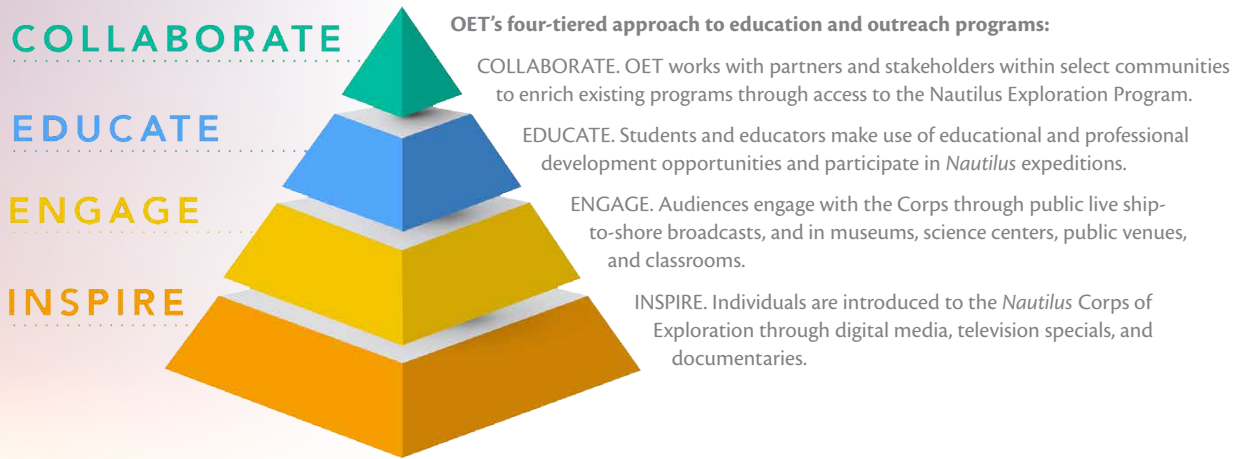 COLLABORATE
EDUCATE
ENGAGE
INSPIRE
OET's four-tiered approach to education and outreach programs:
COLLABORATE. OET works with partners and stakeholders within select communities
to enrich existing programs through access to the Nautilus Exploration Program.
EDUCATE. Students and educators make use of educational and professional
development opportunities and participate in Nautilus expeditions.
ENGAGE. Audiences engage with the Corps through public live ship-
to-shore broadcasts, and in museums, science centers, public venues,
and classrooms.
INSPIRE. Individuals are introduced to the Nautilus Corps of
Exploration through digital media, television specials, and
documentaries.